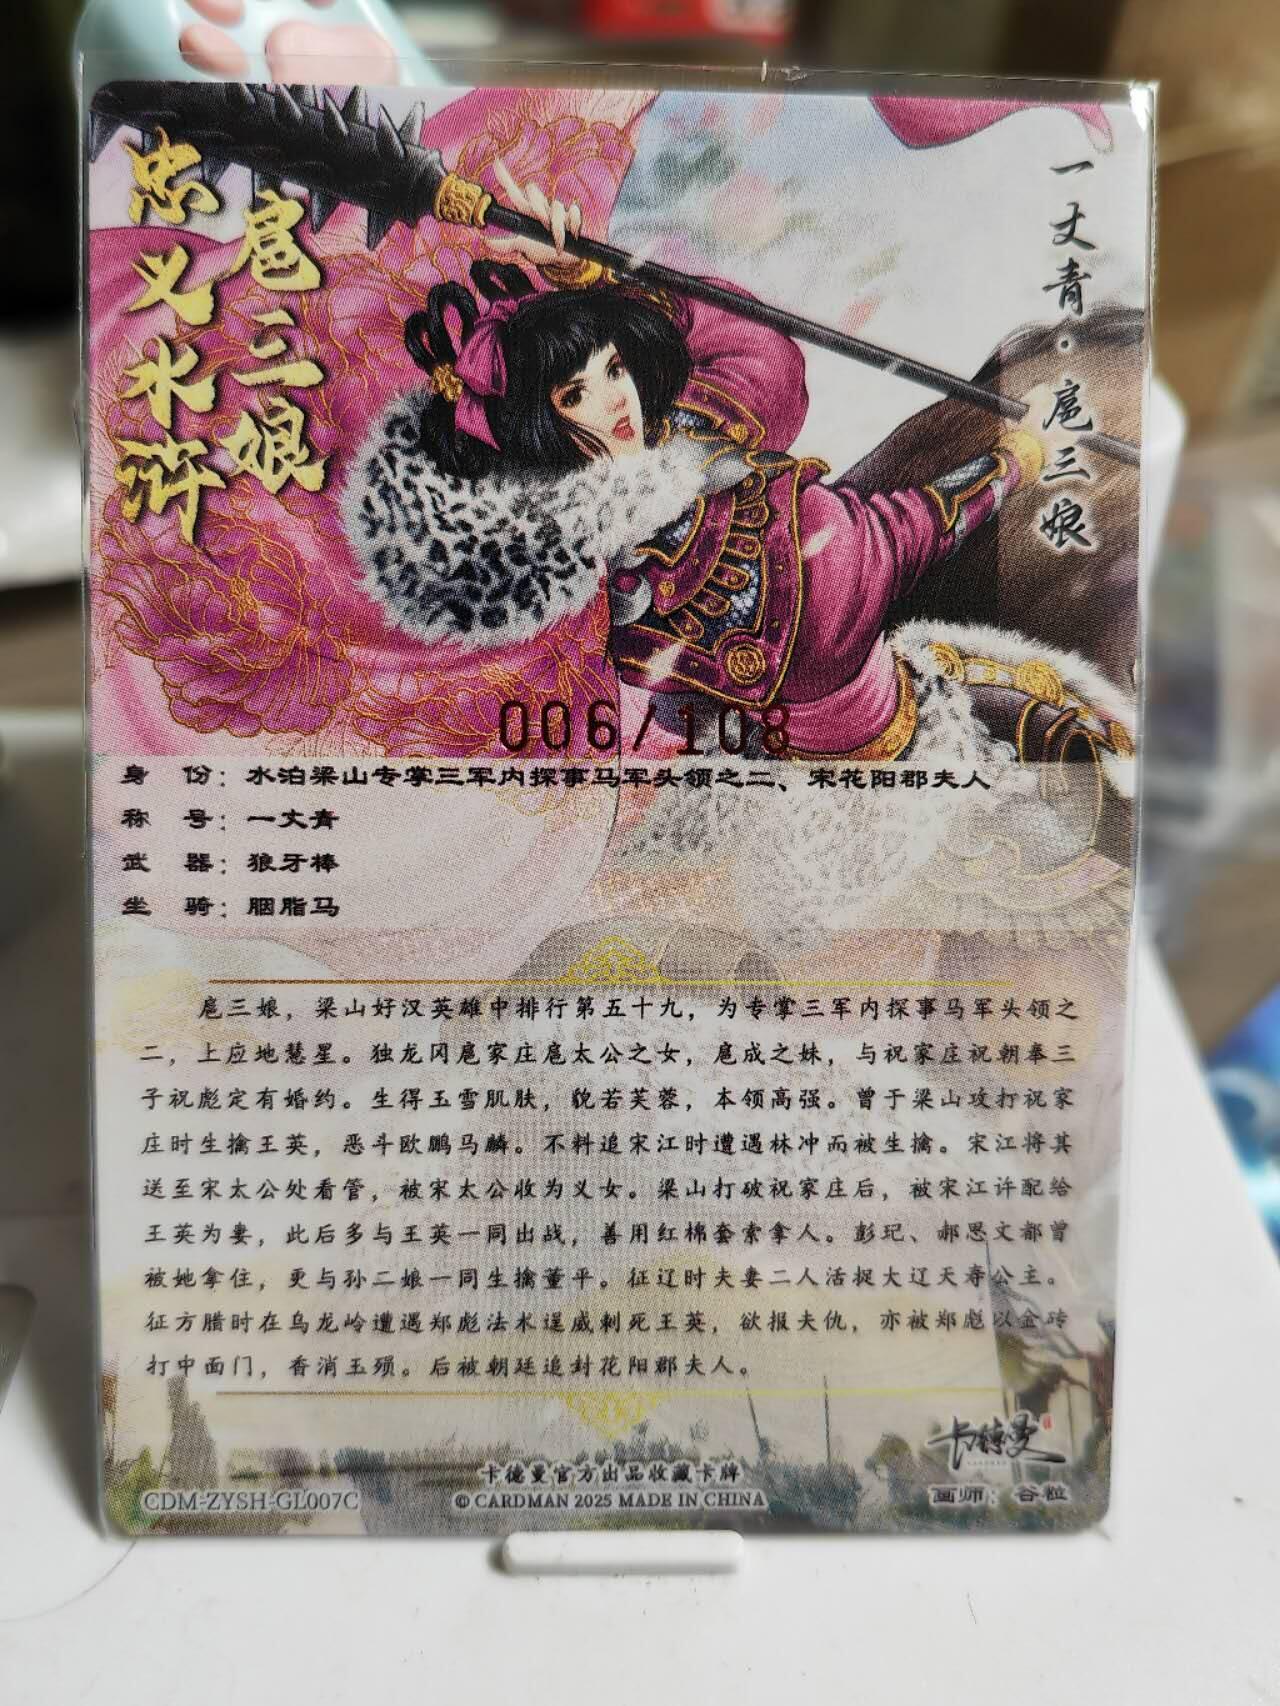 忠义水浒
扈三娘
一丈青·扈三娘
006/108
身 份：水泊梁山专掌三军内探事马军头领之二、宋花阳郡夫人
称 号：一丈青
武 器：狼牙棒
坐 骑：胭脂马
扈三娘，梁山好汉英雄中排行第五十九，为专掌三军内探事马军头领之
二，上应地慧星。独龙冈扈家庄扈太公之女，扈成之妹，与祝家庄祝朝奉三
子祝彪定有婚约。生得玉雪肌肤，貌若芙蓉，本领高强。曾于梁山攻打祝家
庄时生擒王英，恶斗欧鹏马麟。不料追宋江时遭遇林冲而被生擒。宋江将其
送至宋太公处看管，被宋太公收为义女。梁山打破祝家庄后，被宋江许配给
王英为妻，此后多与王英一同出战，善用红棉套索拿人。彭玘、郝思文都曾
被她拿住，更与孙二娘一同生擒董平。征辽时夫妻二人活捉大辽天寿公主。
征方腊时在乌龙岭遭遇郑彪法术逞威刺死王英，欲报夫仇，亦被郑彪以金砖
打中面门，香消玉殒。后被朝廷追封花阳郡夫人。
卡德曼
卡德曼官方出品收藏卡牌
CDM-ZYSH-GL007C
© CARDMAN 2025 MADE IN CHINA
画师：谷粒